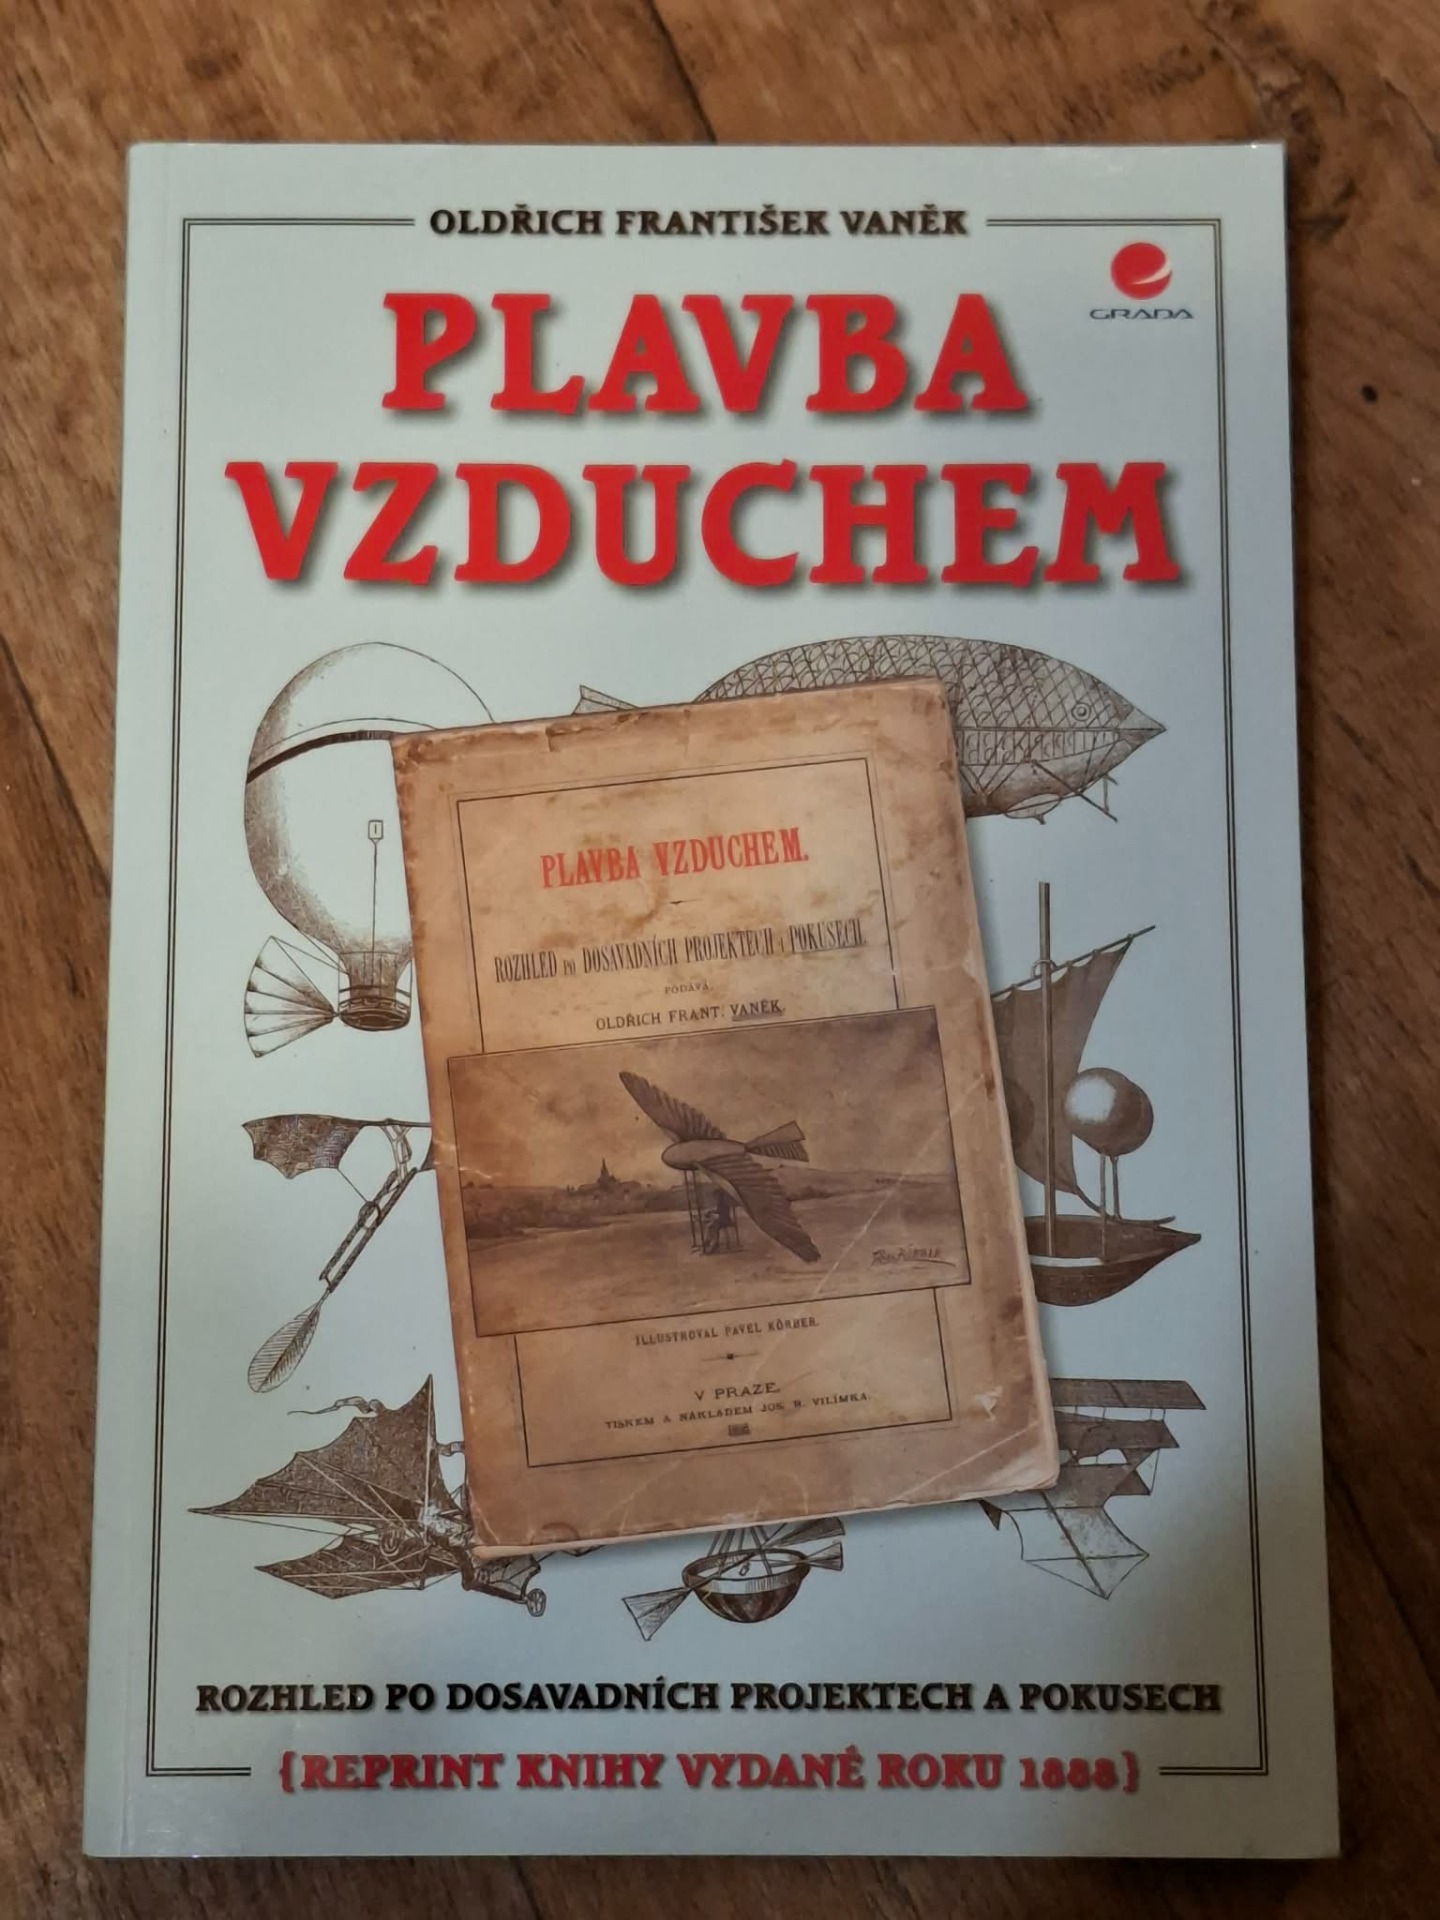 OLDŘICH FRANTIŠEK VANĚK
GRADA
PLAVBA
VZDUCHEM
PLAVBA VZDUCHEM.
ROZHLED PO DOSAVADNÍCH PROJEKTECH I POKUSECH.
PODÁVÁ
OLDŘICH FRANT. VANĚK.
ILLUSTROVAL PAVEL KÖRBER.
V PRAZE.
TISKEM A NÁKLADEM JOS. R. VILÍMKA.
ROZHLED PO DOSAVADNÍCH PROJEKTECH A POKUSECH
{REPRINT KNIHY VYDANÉ ROKU 1888}